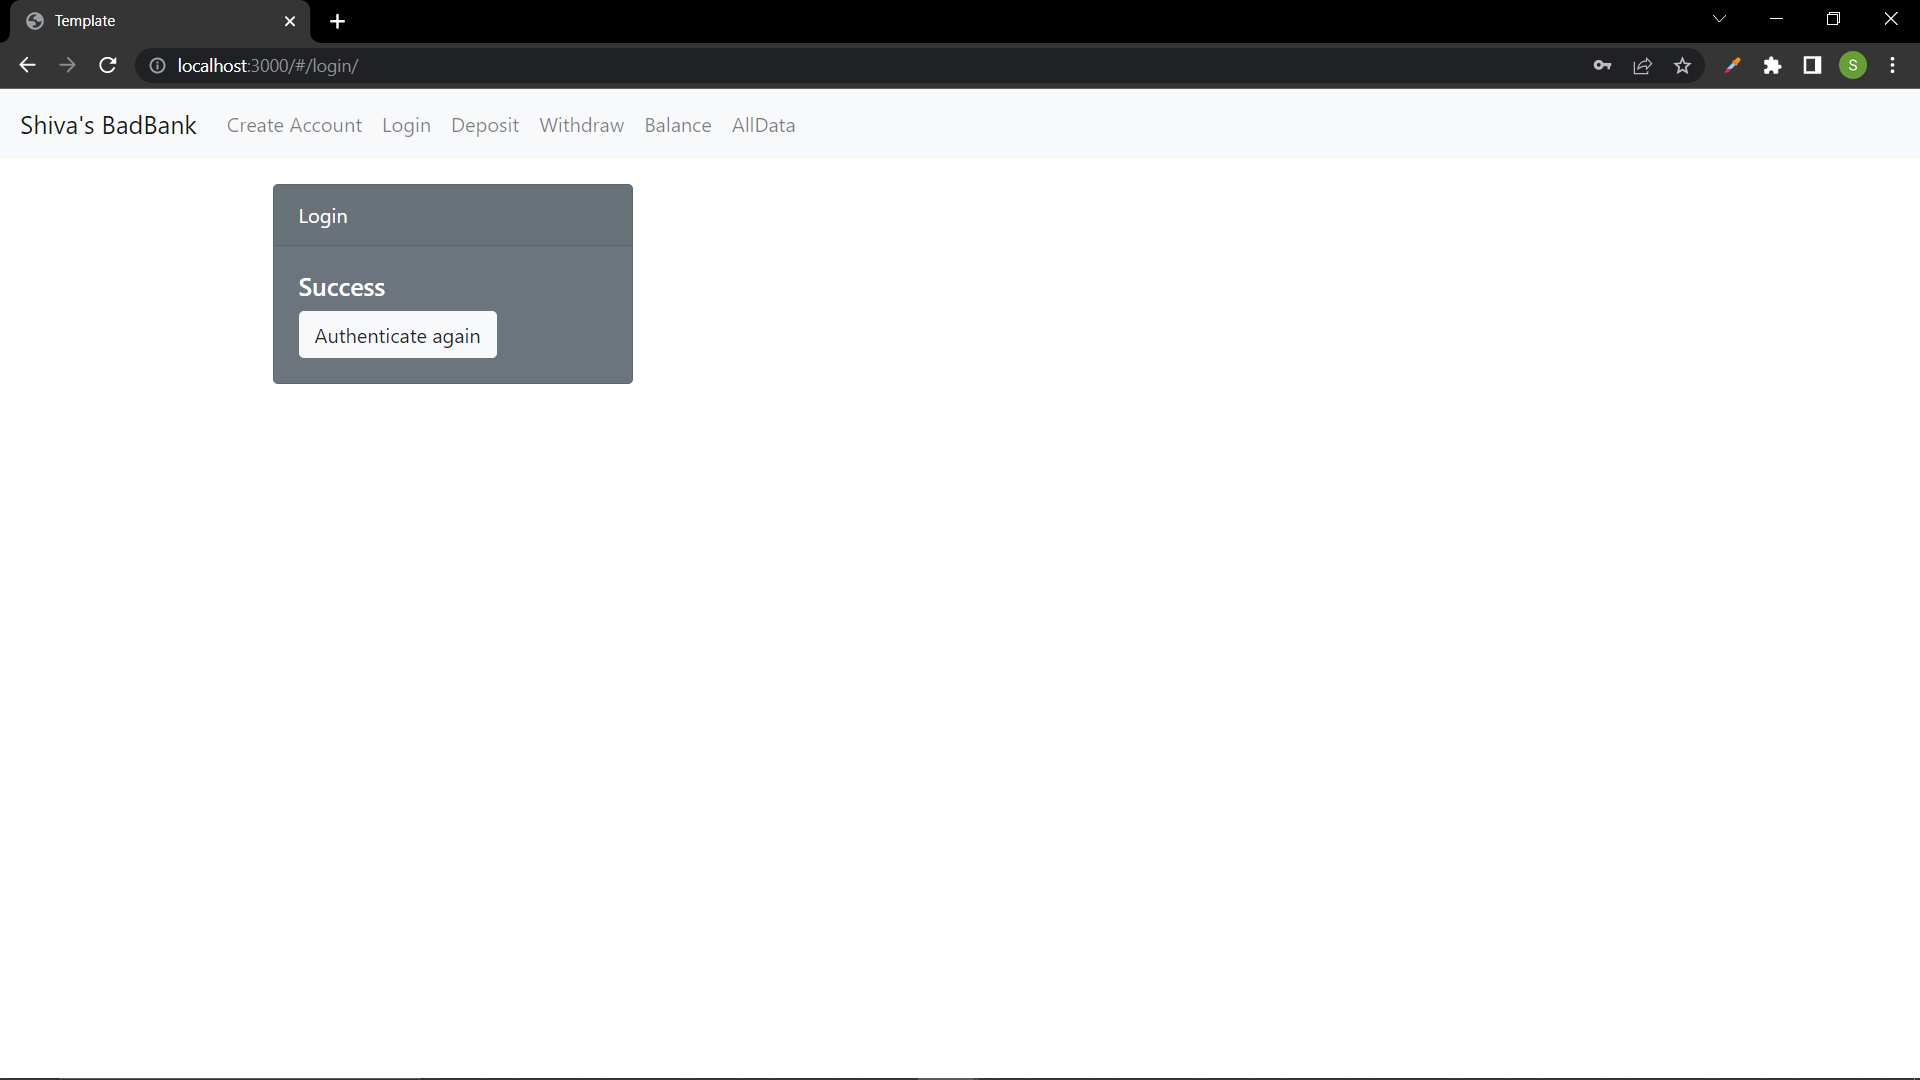 Template
localhost:3000/#/login/
S
Shiva's BadBank Create Account Login Deposit Withdraw Balance AllData
Login
Success
Authenticate again